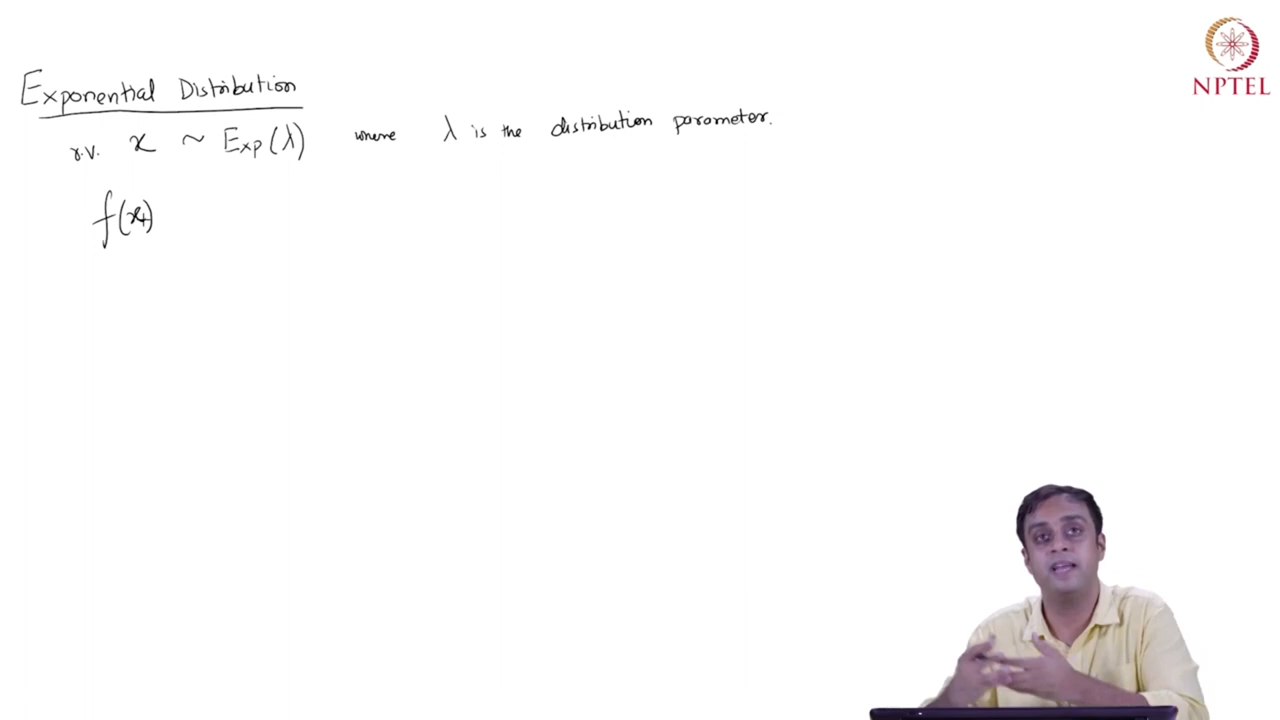 Exponential Distribution
r.v. x ~ Exp(λ) where λ is the distribution parameter.
f(x)
NPTEL